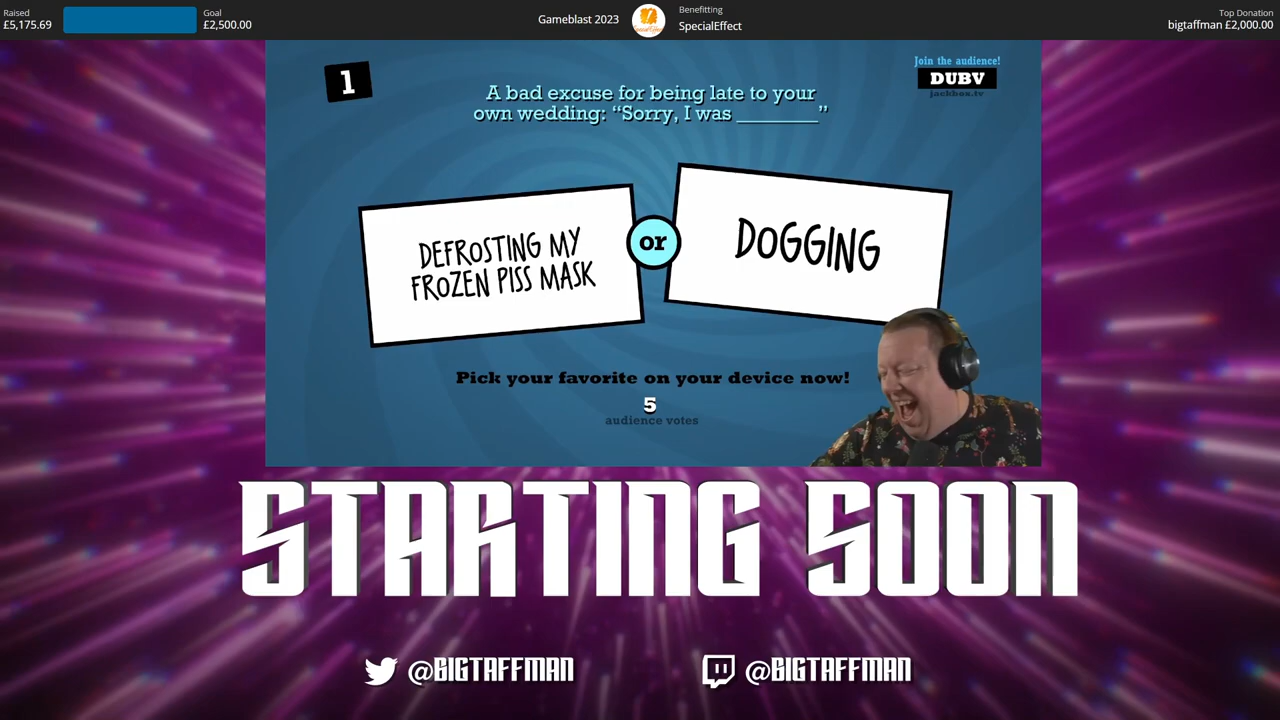 Raised
£5,175.69
Goal
£2,500.00
Gameblast 2023
Benefitting
SpecialEffect
Top Donation
bigtaffman £2,000.00
1
A bad excuse for being late to your
own wedding: “Sorry, I was ________”
Join the audience!
DUBV
jackbox.tv
DEFROSTING MY
FROZEN PISS MASK
or
DOGGING
Pick your favorite on your device now!
5
audience votes
STARTING SOON
@BIGTAFFMAN
@BIGTAFFMAN